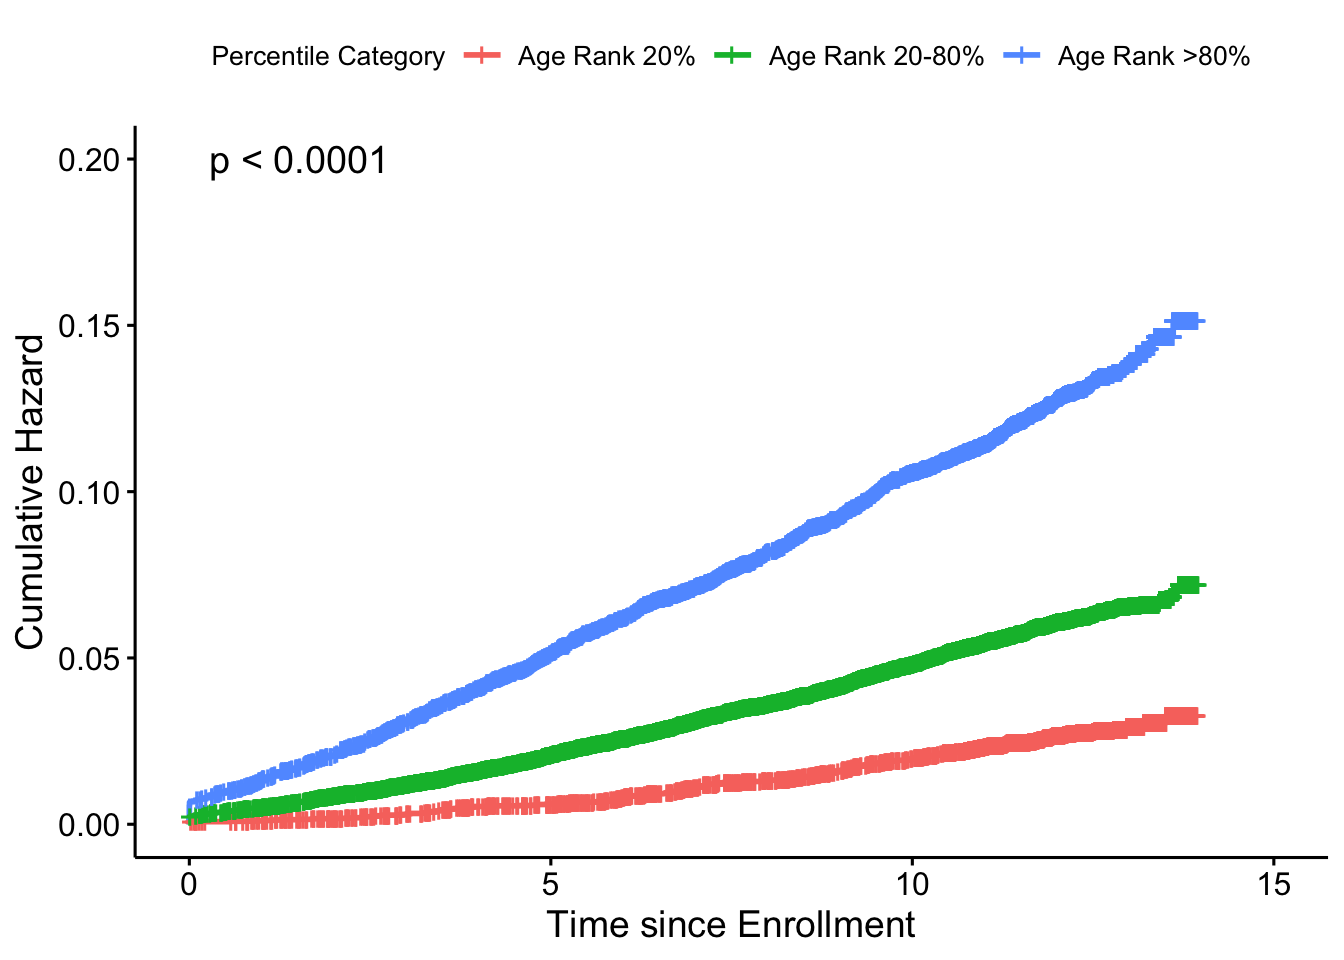 Percentile Category Age Rank 20% Age Rank 20-80% Age Rank >80%
p < 0.0001
0.20
0.15
0.10
0.05
0.00
Cumulative Hazard
0 5 10 15
Time since Enrollment